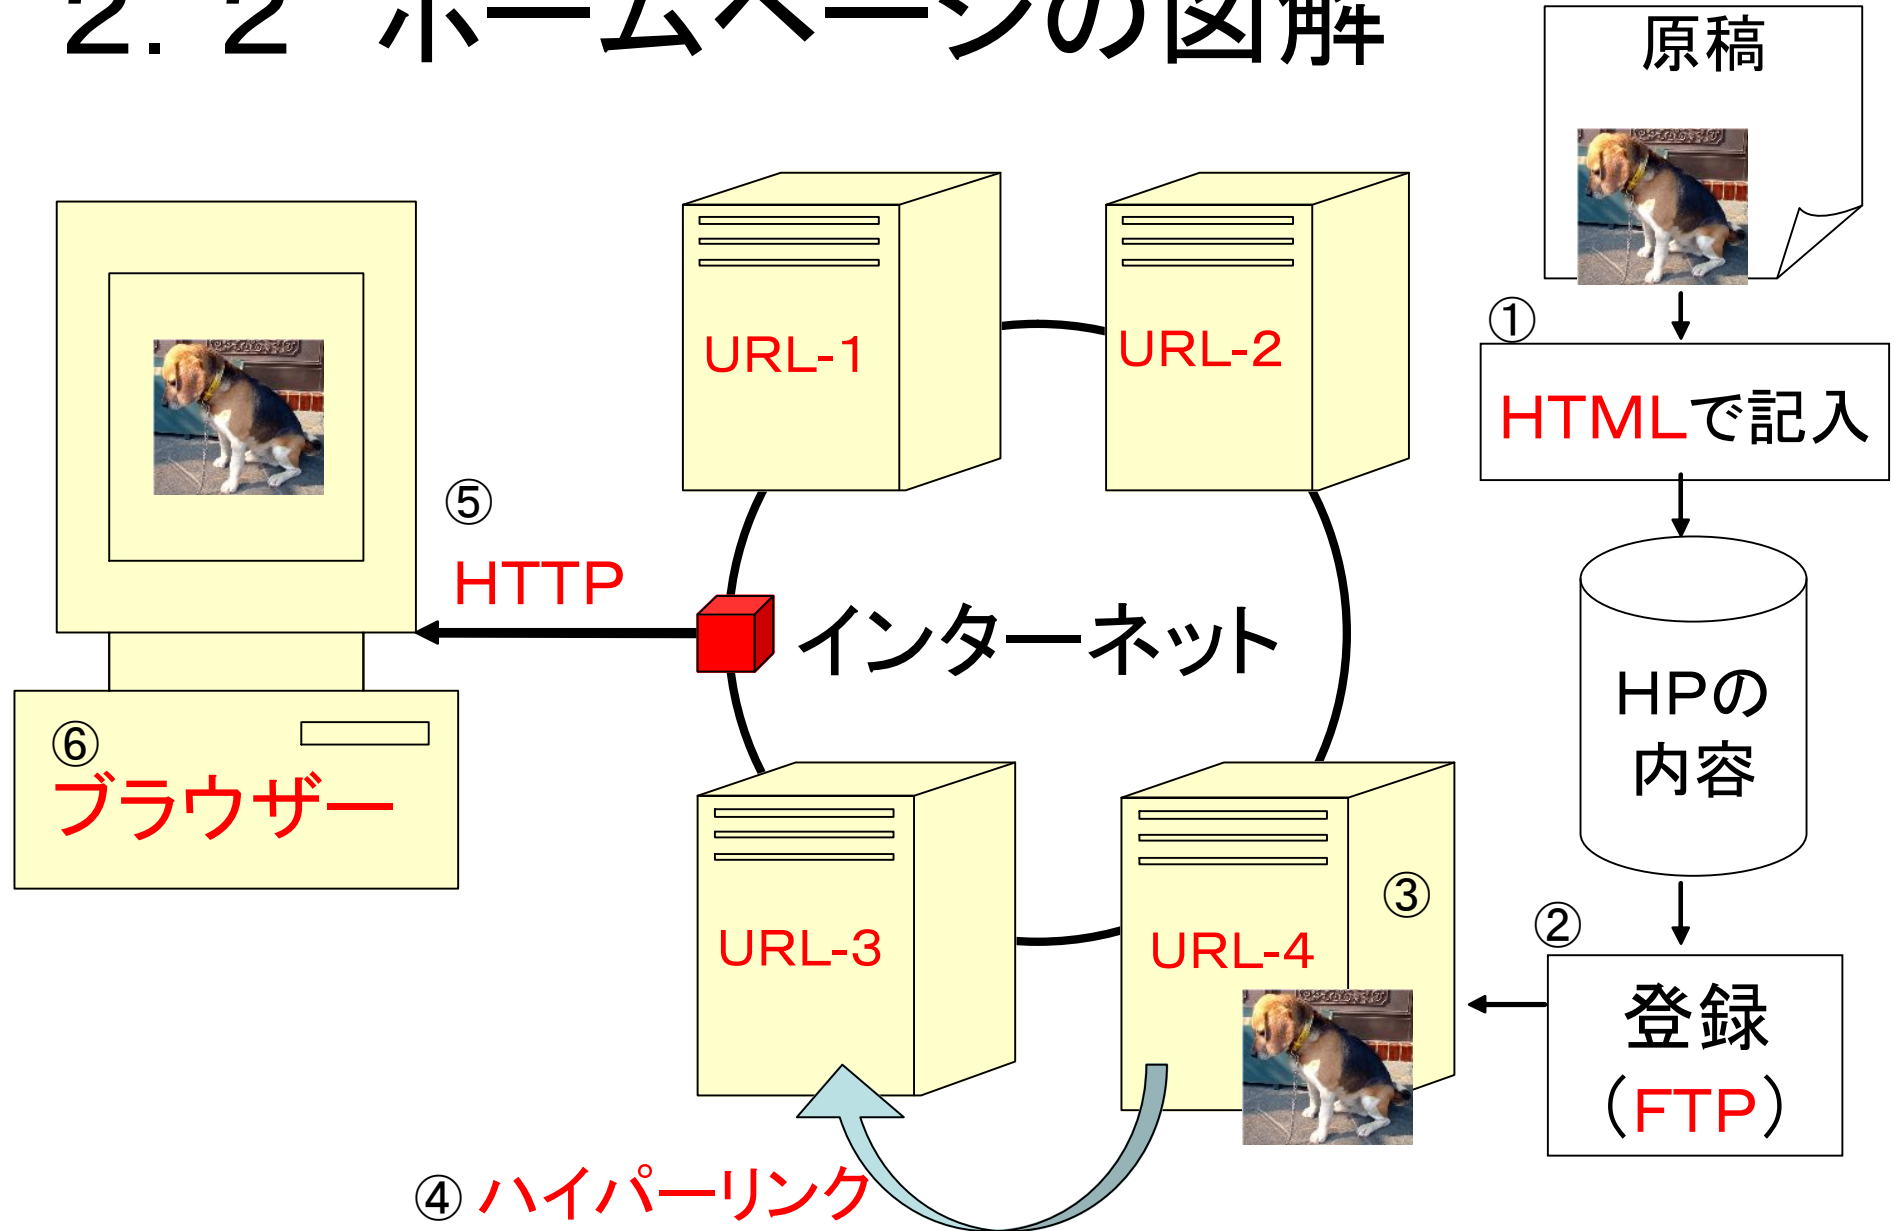 ２．２ ホームページの図解
原稿
①
HTMLで記入
HPの
内容
②
登録
（FTP）
URL-1
URL-2
⑤
HTTP
インターネット
⑥
ブラウザー
③
URL-3
URL-4
④ハイパーリンク